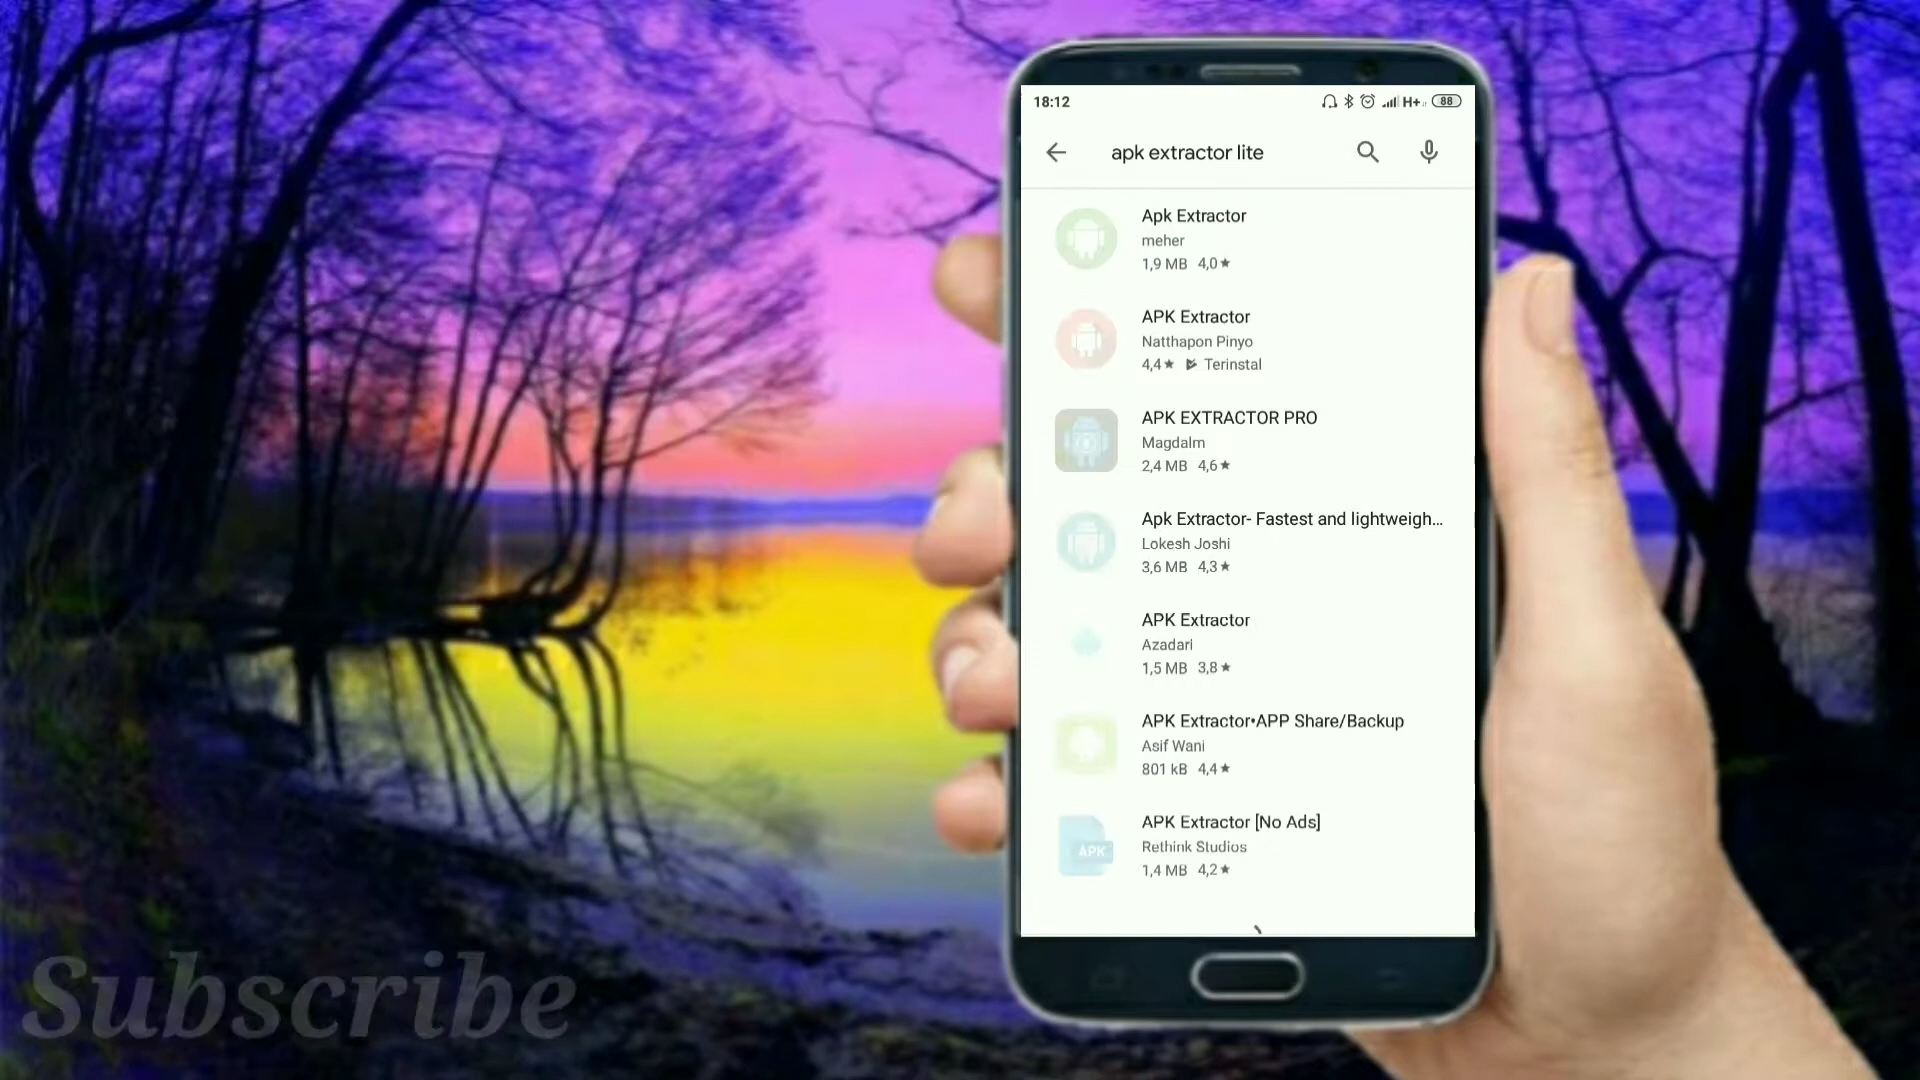 18:12
H+
88
apk extractor lite
Apk Extractor
meher
1,9 MB 4,0★
APK Extractor
Natthapon Pinyo
4,4★ Terinstal
APK EXTRACTOR PRO
Magdalm
2,4 MB 4,6★
Apk Extractor- Fastest and lightweigh...
Lokesh Joshi
3,6 MB 4,3★
APK Extractor
Azadari
1,5 MB 3,8★
APK Extractor•APP Share/Backup
Asif Wani
801 kB 4,4★
APK Extractor [No Ads]
Rethink Studios
APK
1,4 MB 4,2★
Subscribe